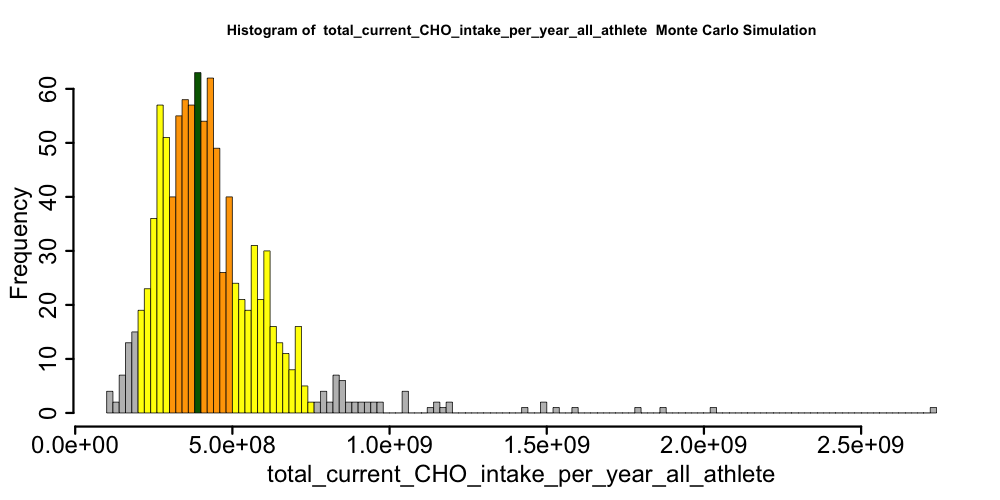 Histogram of  total_current_CHO_intake_per_year_all_athlete  Monte Carlo Simulation
Frequency
60
50
40
30
20
10
0
0.0e+00 5.0e+08 1.0e+09 1.5e+09 2.0e+09 2.5e+09
total_current_CHO_intake_per_year_all_athlete